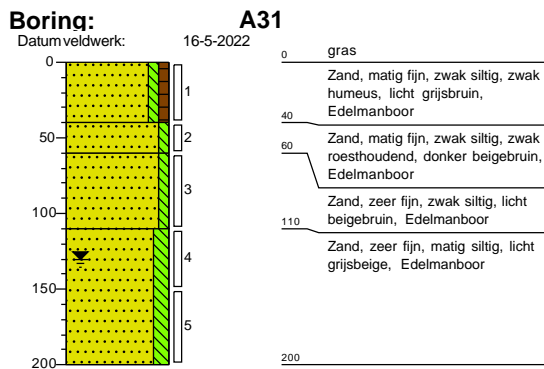 Boring: A31
Datum veldwerk: 16-5-2022
0
50
100
150
200
1
2
3
4
5
0 gras
Zand, matig fijn, zwak siltig, zwak
humeus, licht grijsbruin,
Edelmanboor
40
Zand, matig fijn, zwak siltig, zwak
roesthoudend, donker beigebruin,
Edelmanboor
60
Zand, zeer fijn, zwak siltig, licht
beigebruin, Edelmanboor
110
Zand, zeer fijn, matig siltig, licht
grijsbeige, Edelmanboor
200